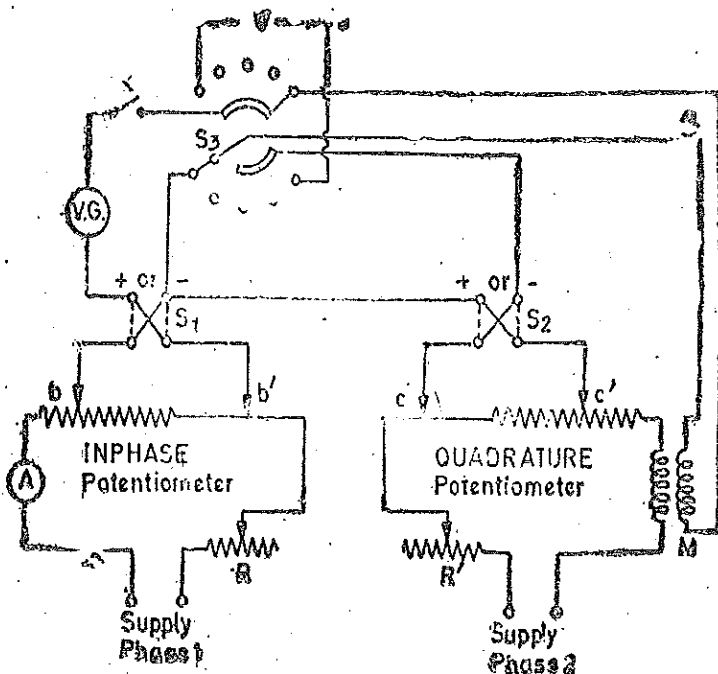 S3
V.G.
+ or -
S1
+ or -
S2
b
b'
c
c'
A
INPHASE
Potentiometer
QUADRATURE
Potentiometer
M
R
R'
Supply
Phase 1
Supply
Phase 2